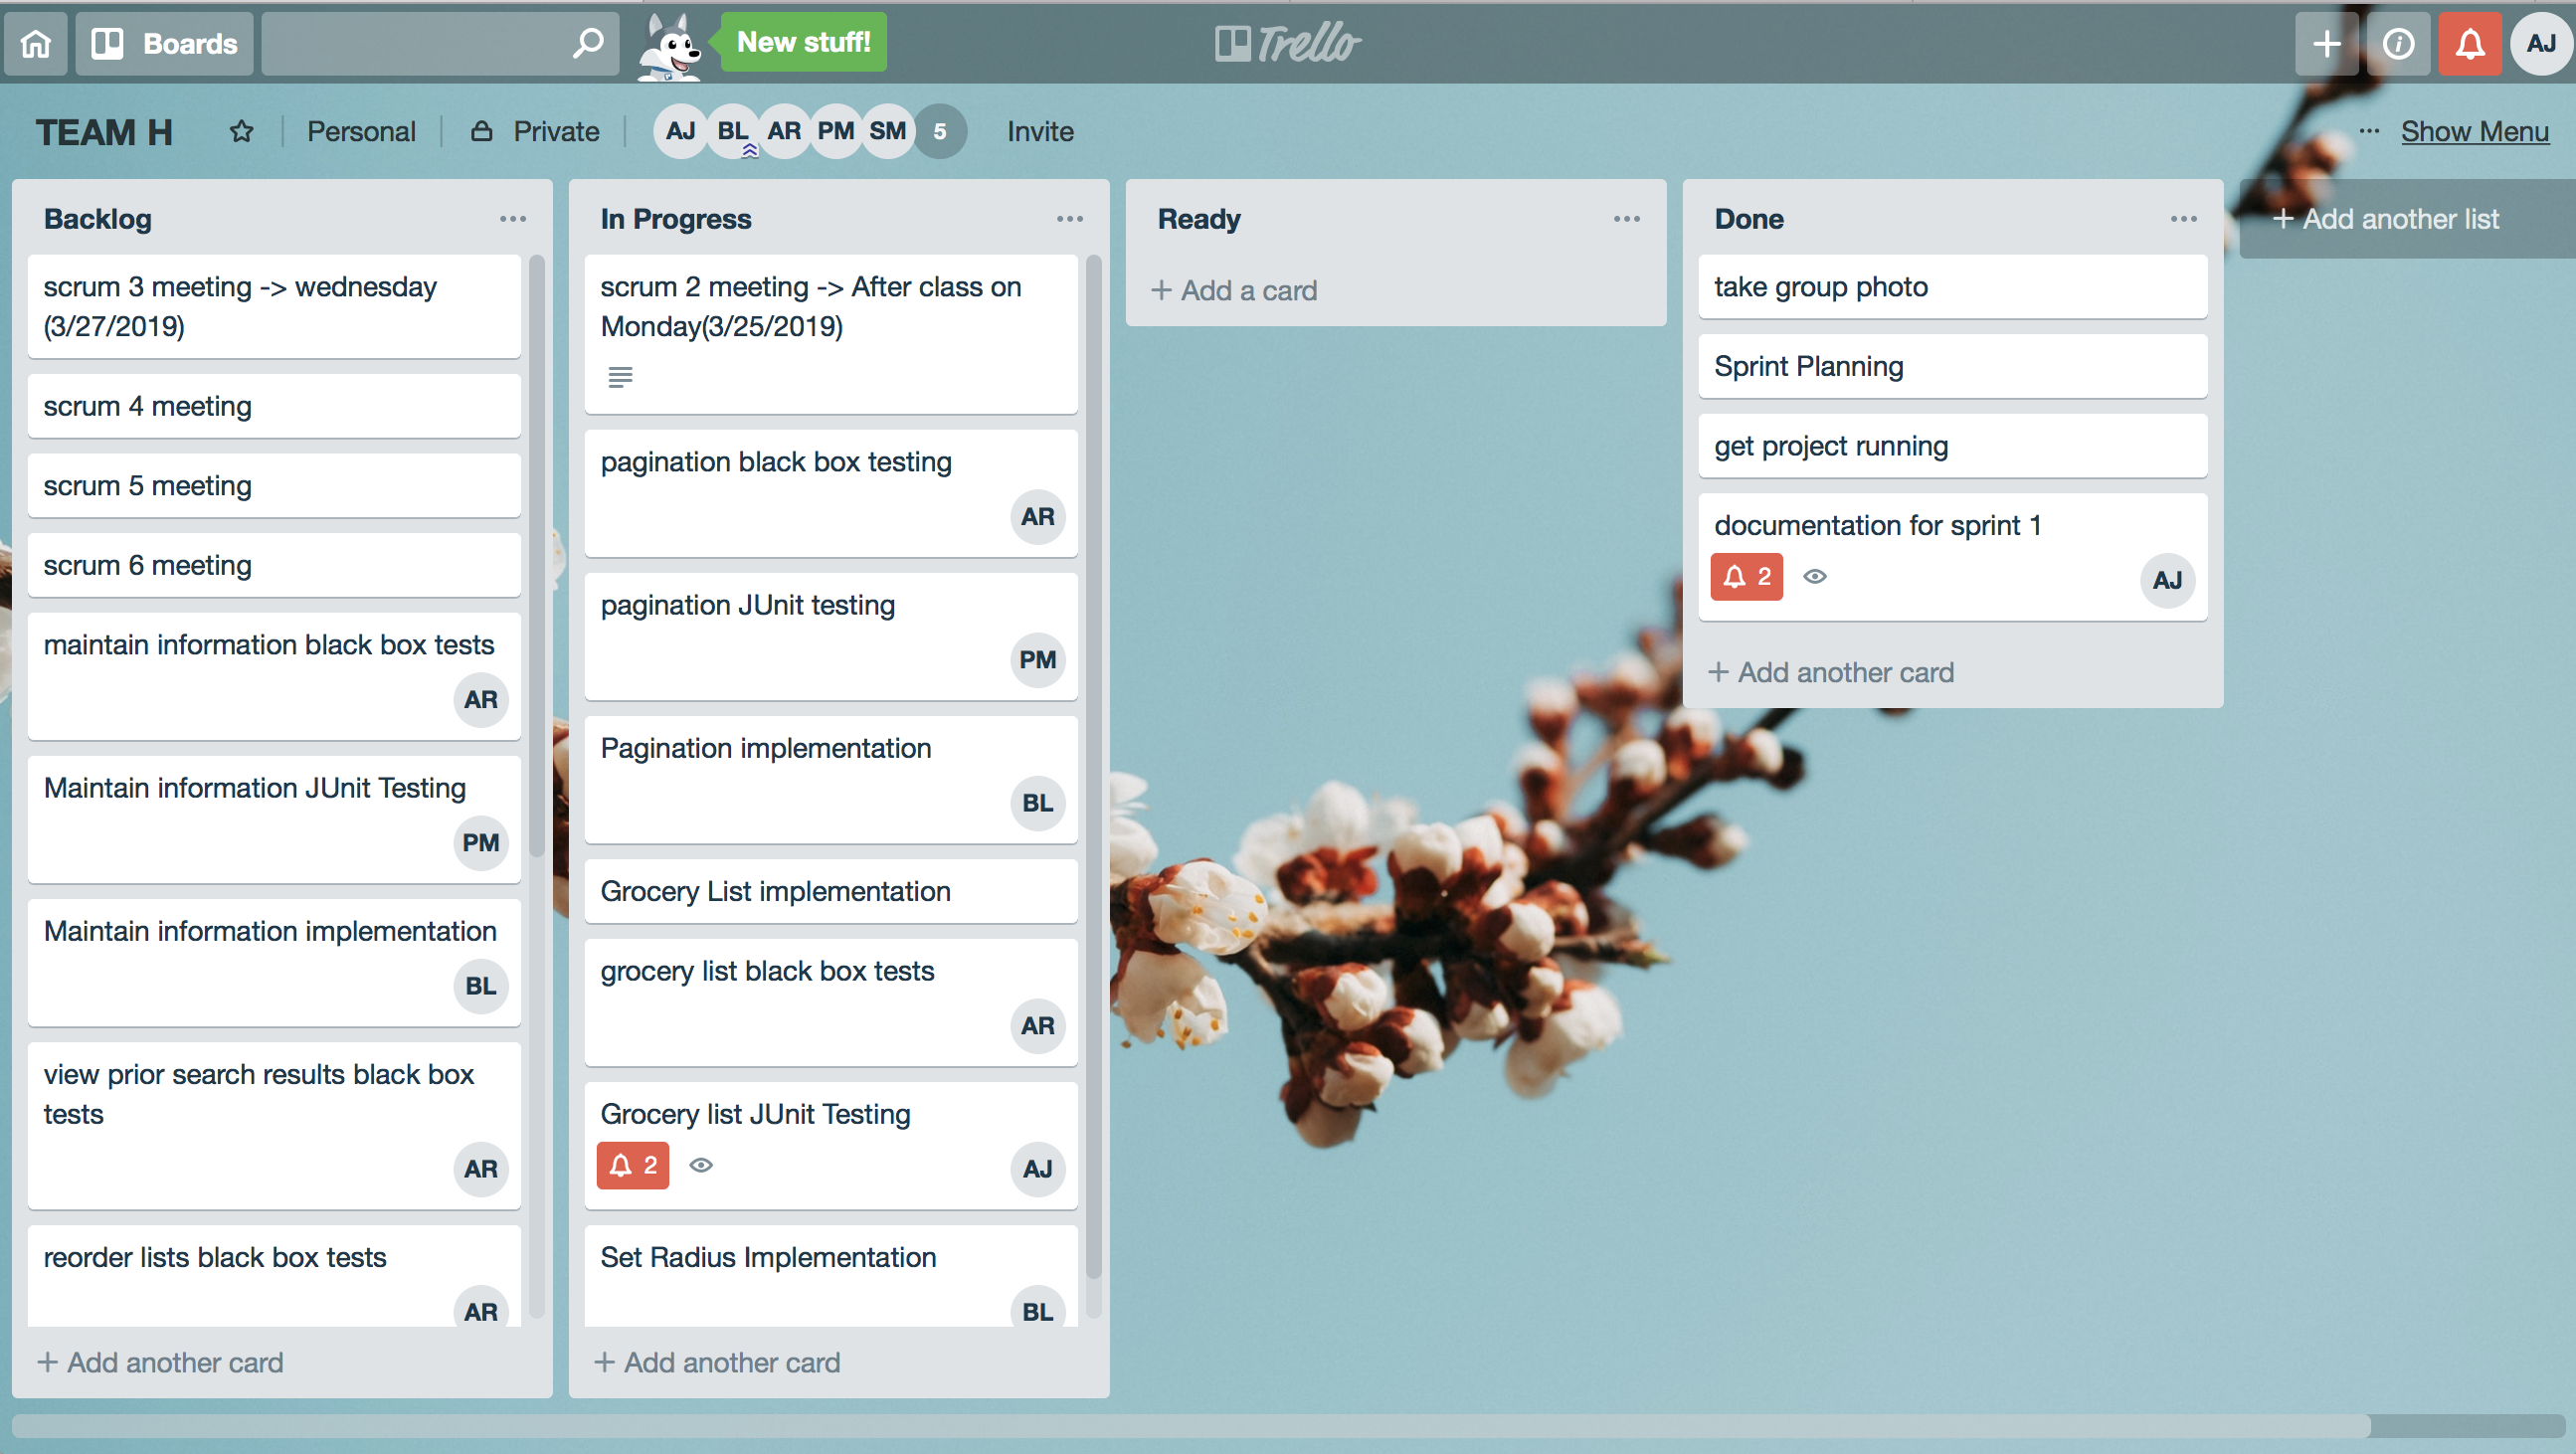 Boards
New stuff!
Trello
AJ
TEAM H
Personal
Private
AJ BL AR PM SM 5
Invite
... Show Menu
Backlog
scrum 3 meeting -> wednesday
(3/27/2019)
scrum 4 meeting
scrum 5 meeting
scrum 6 meeting
maintain information black box tests
AR
Maintain information JUnit Testing
PM
Maintain information implementation
BL
view prior search results black box
tests
AR
reorder lists black box tests
AR
+ Add another card
In Progress
scrum 2 meeting -> After class on
Monday(3/25/2019)
pagination black box testing
AR
pagination JUnit testing
PM
Pagination implementation
BL
Grocery List implementation
grocery list black box tests
AR
Grocery list JUnit Testing
2
AJ
Set Radius Implementation
BL
+ Add another card
Ready
+ Add a card
Done
take group photo
Sprint Planning
get project running
documentation for sprint 1
2
AJ
+ Add another card
+ Add another list